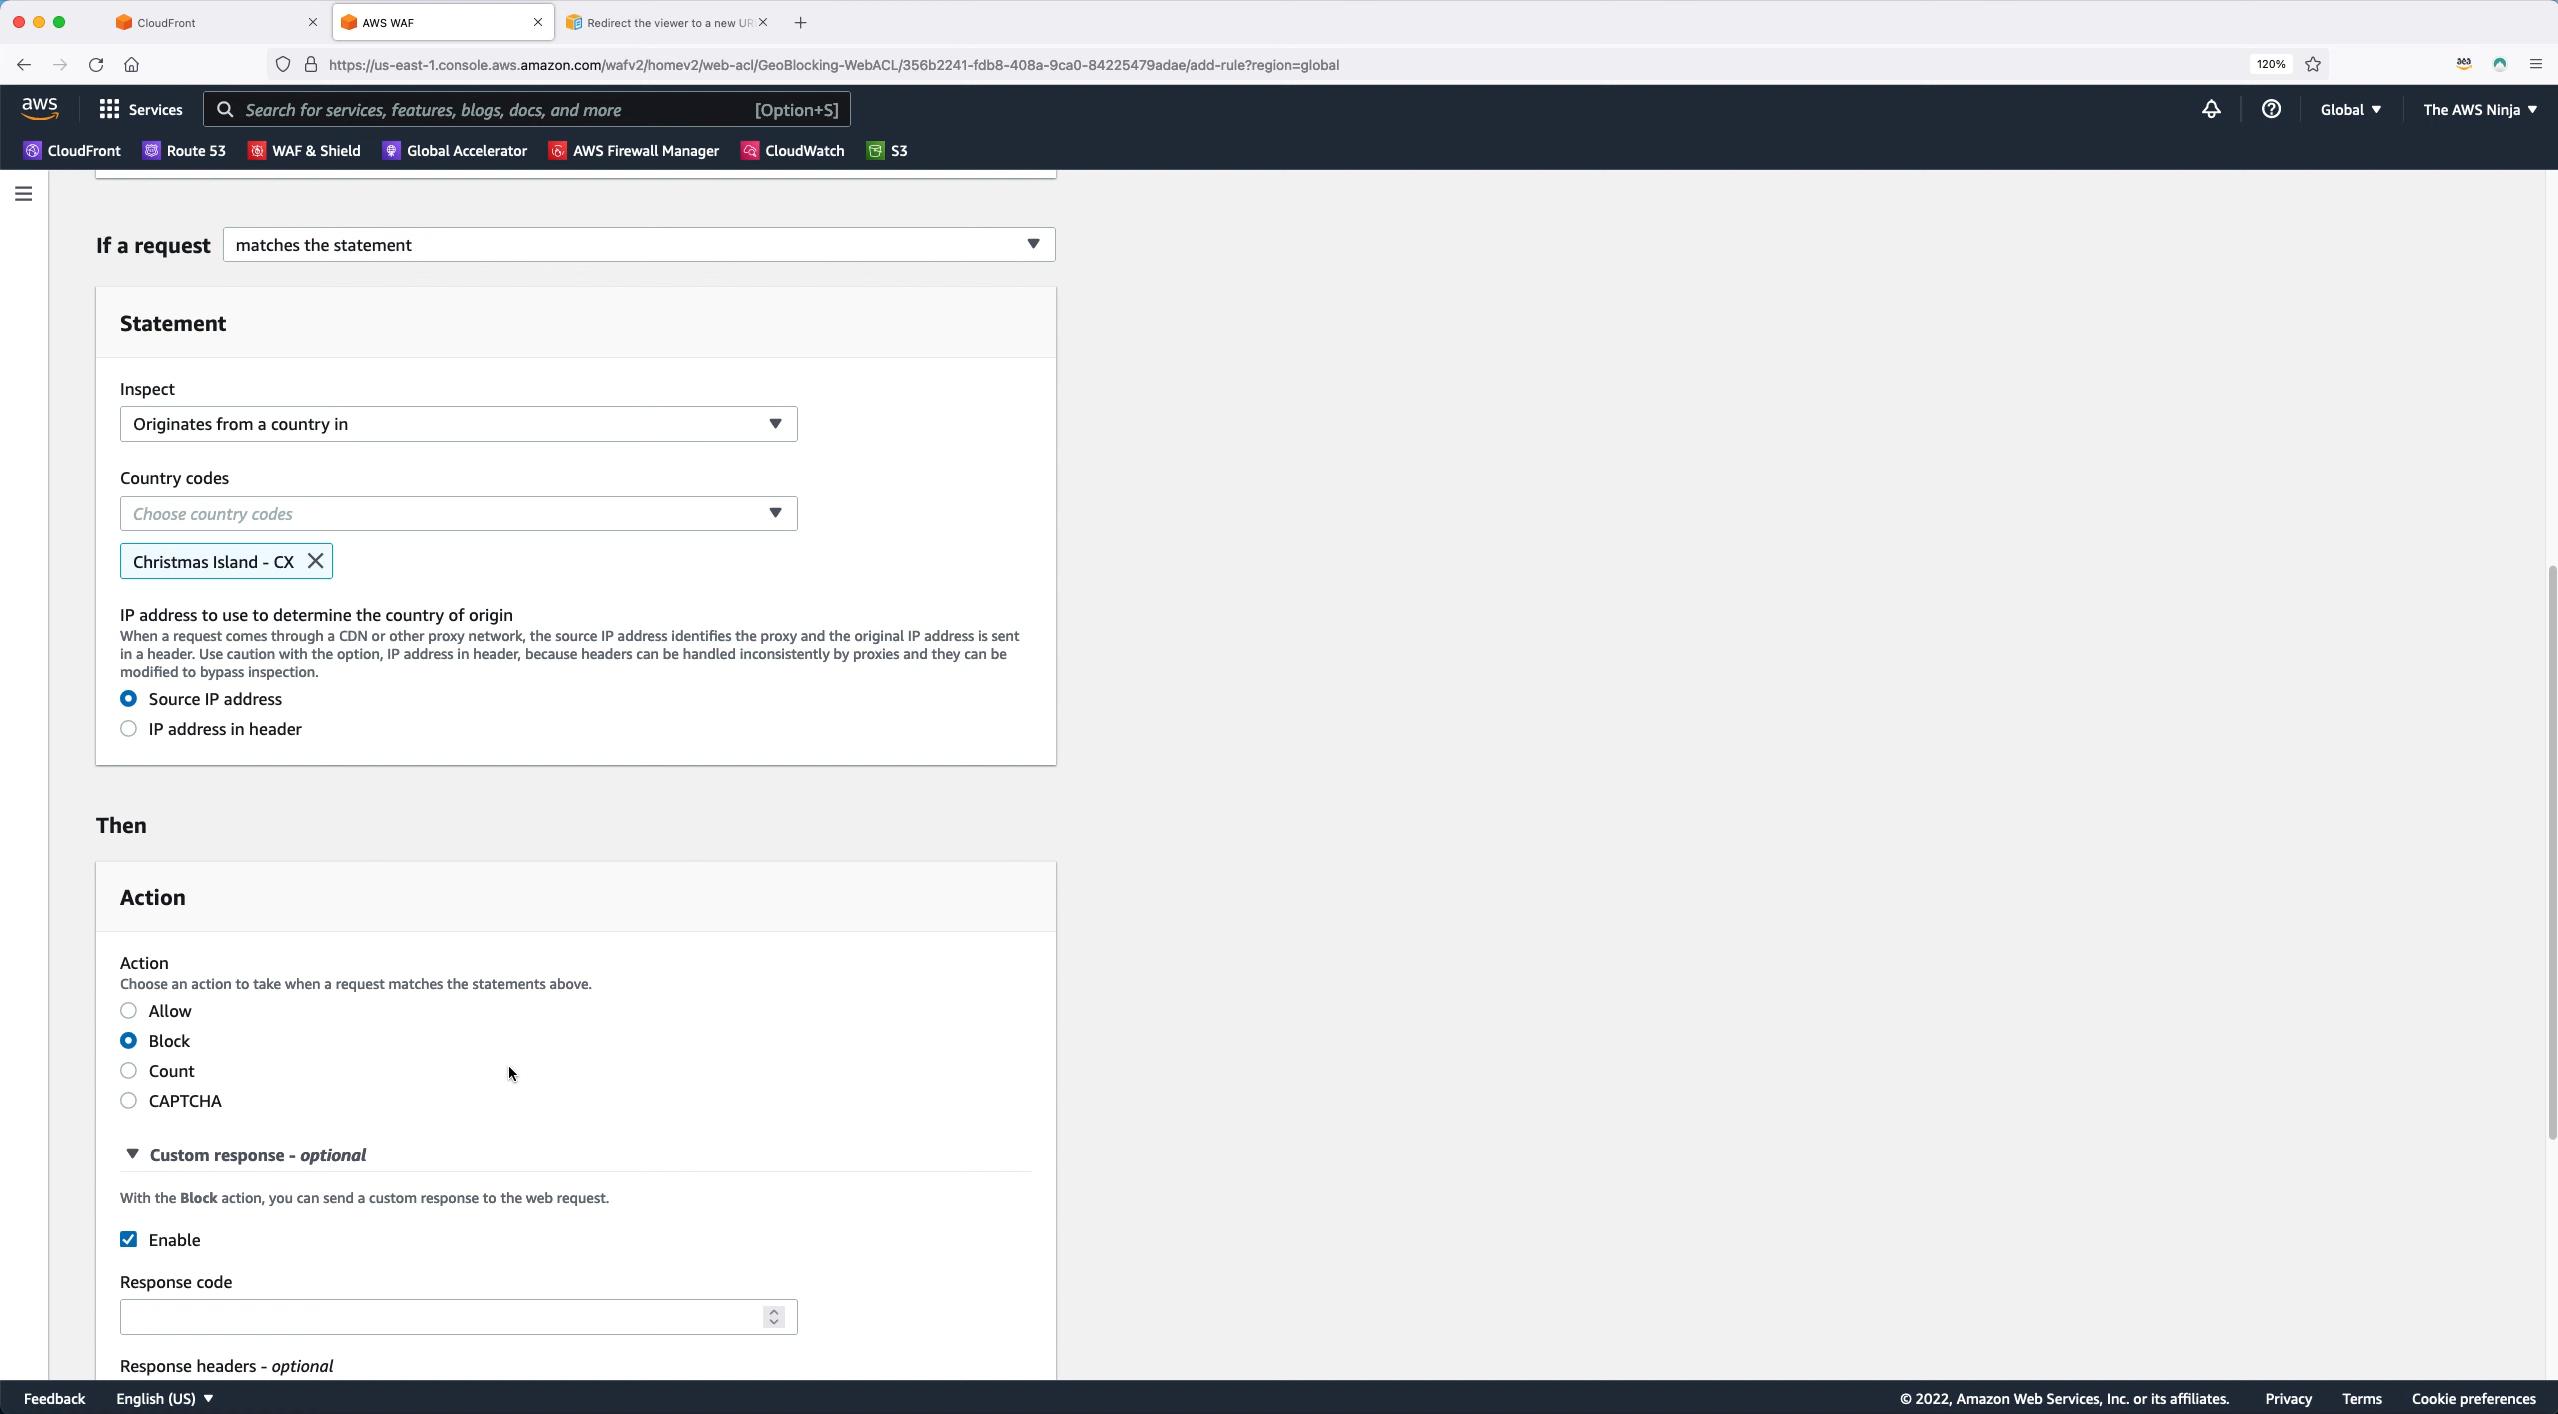 CloudFront
AWS WAF
Redirect the viewer to a new UR
https://us-east-1.console.aws.amazon.com/wafv2/homev2/web-acl/GeoBlocking-WebACL/356b2241-fdb8-408a-9ca0-84225479adae/add-rule?region=global
120%
aws
Services
Search for services, features, blogs, docs, and more
[Option+S]
Global
The AWS Ninja
CloudFront
Route 53
WAF & Shield
Global Accelerator
AWS Firewall Manager
CloudWatch
S3
If a request
matches the statement
Statement
Inspect
Originates from a country in
Country codes
Choose country codes
Christmas Island - CX
IP address to use to determine the country of origin
When a request comes through a CDN or other proxy network, the source IP address identifies the proxy and the original IP address is sent
in a header. Use caution with the option, IP address in header, because headers can be handled inconsistently by proxies and they can be
modified to bypass inspection.
Source IP address
IP address in header
Then
Action
Action
Choose an action to take when a request matches the statements above.
Allow
Block
Count
CAPTCHA
Custom response - optional
With the Block action, you can send a custom response to the web request.
Enable
Response code
Response headers - optional
Feedback
English (US)
© 2022, Amazon Web Services, Inc. or its affiliates.
Privacy
Terms
Cookie preferences